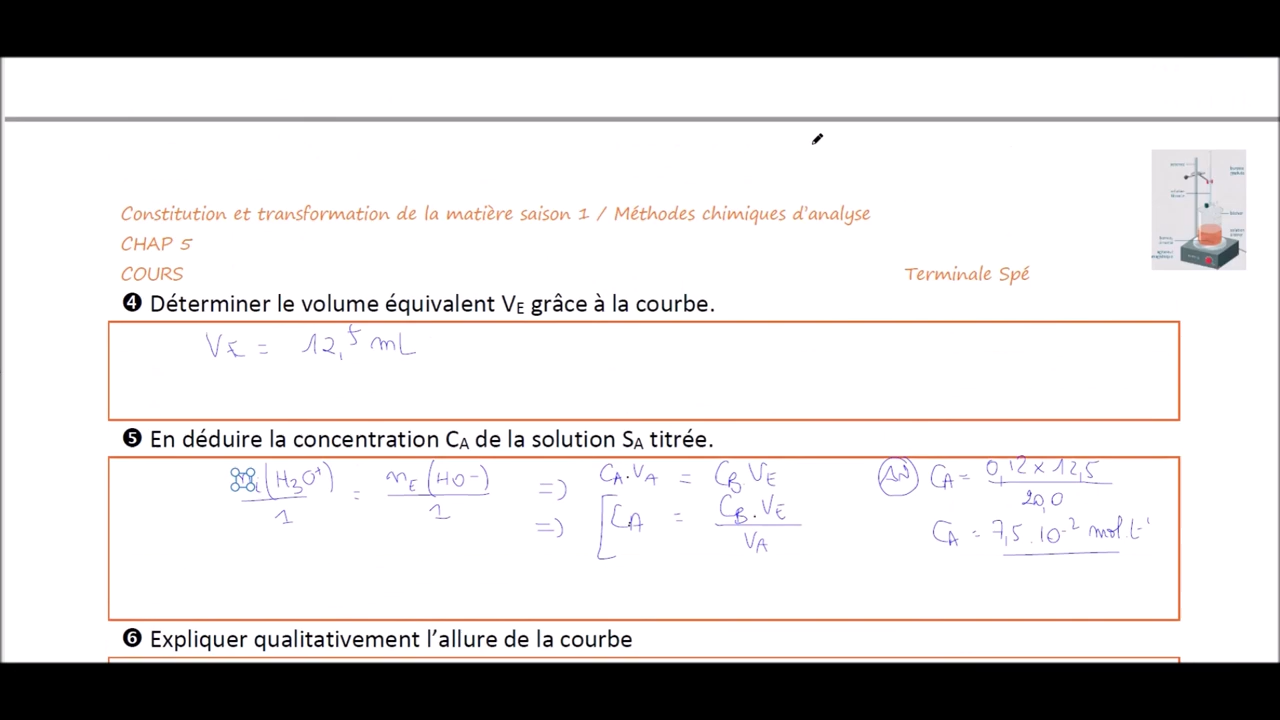 Constitution et transformation de la matière saison 1 / Méthodes chimiques d'analyse
CHAP 5
COURS
Terminale Spé
❹ Déterminer le volume équivalent VE grâce à la courbe.
VE = 12,5 mL
❺ En déduire la concentration CA de la solution SA titrée.
ni(H3O+)/1 = nE(HO-)/1 => CA.VA = CB.VE
=> [CA = CB.VE/VA
AN CA = 0,12 x 12,5/20,0
CA = 7,5.10-2 mol.L-1
❻ Expliquer qualitativement l'allure de la courbe